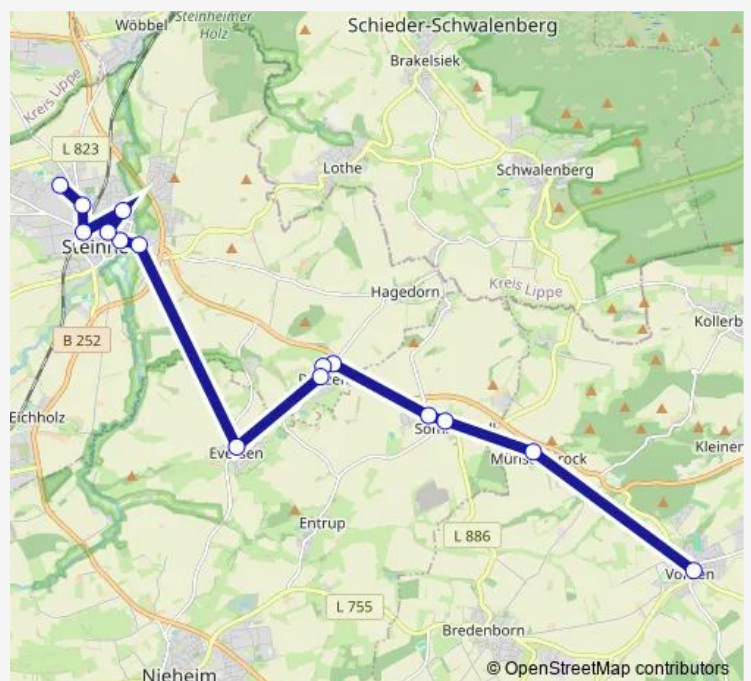 Wöbbel
Steinheimer
Holz
Schieder-Schwalenberg
Brakelsiek
Kreis Lippe
L 823
Lothe
Schwalenberg
Hagedorn
Kreis Lippe
Kollerb
B 252
Eichholz
Kleiner
Entrup
L 886
L 755
Bredenborn
Nieheim
© OpenStreetMap contributors